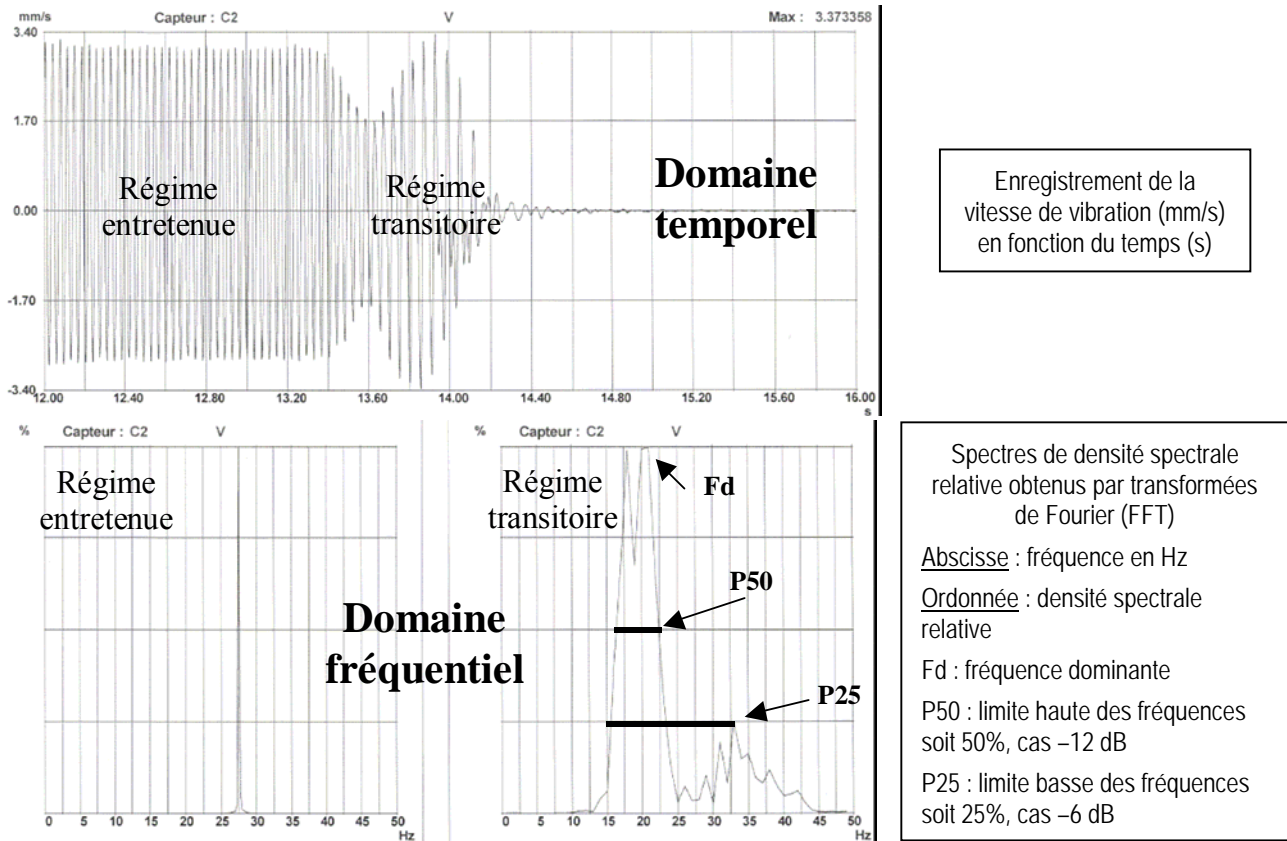 mm/s Capteur : C2 V Max : 3.373358
3.40
1.70
0.00
-1.70
-3.40
Régime
entretenue
Régime
transitoire
Domaine
temporel
12.00 12.40 12.80 13.20 13.60 14.00 14.40 14.80 15.20 15.60 16.00
s
Enregistrement de la
vitesse de vibration (mm/s)
en fonction du temps (s)
% Capteur : C2 V
Régime
entretenue
0 5 10 15 20 25 30 35 40 45 50
Hz
Domaine
fréquentiel
% Capteur : C2 V
Régime
transitoire
Fd
P50
P25
0 5 10 15 20 25 30 35 40 45 50
Hz
Spectres de densité spectrale
relative obtenus par transformées
de Fourier (FFT)
Abscisse : fréquence en Hz
Ordonnée : densité spectrale
relative
Fd : fréquence dominante
P50 : limite haute des fréquences
soit 50%, cas –12 dB
P25 : limite basse des fréquences
soit 25%, cas –6 dB